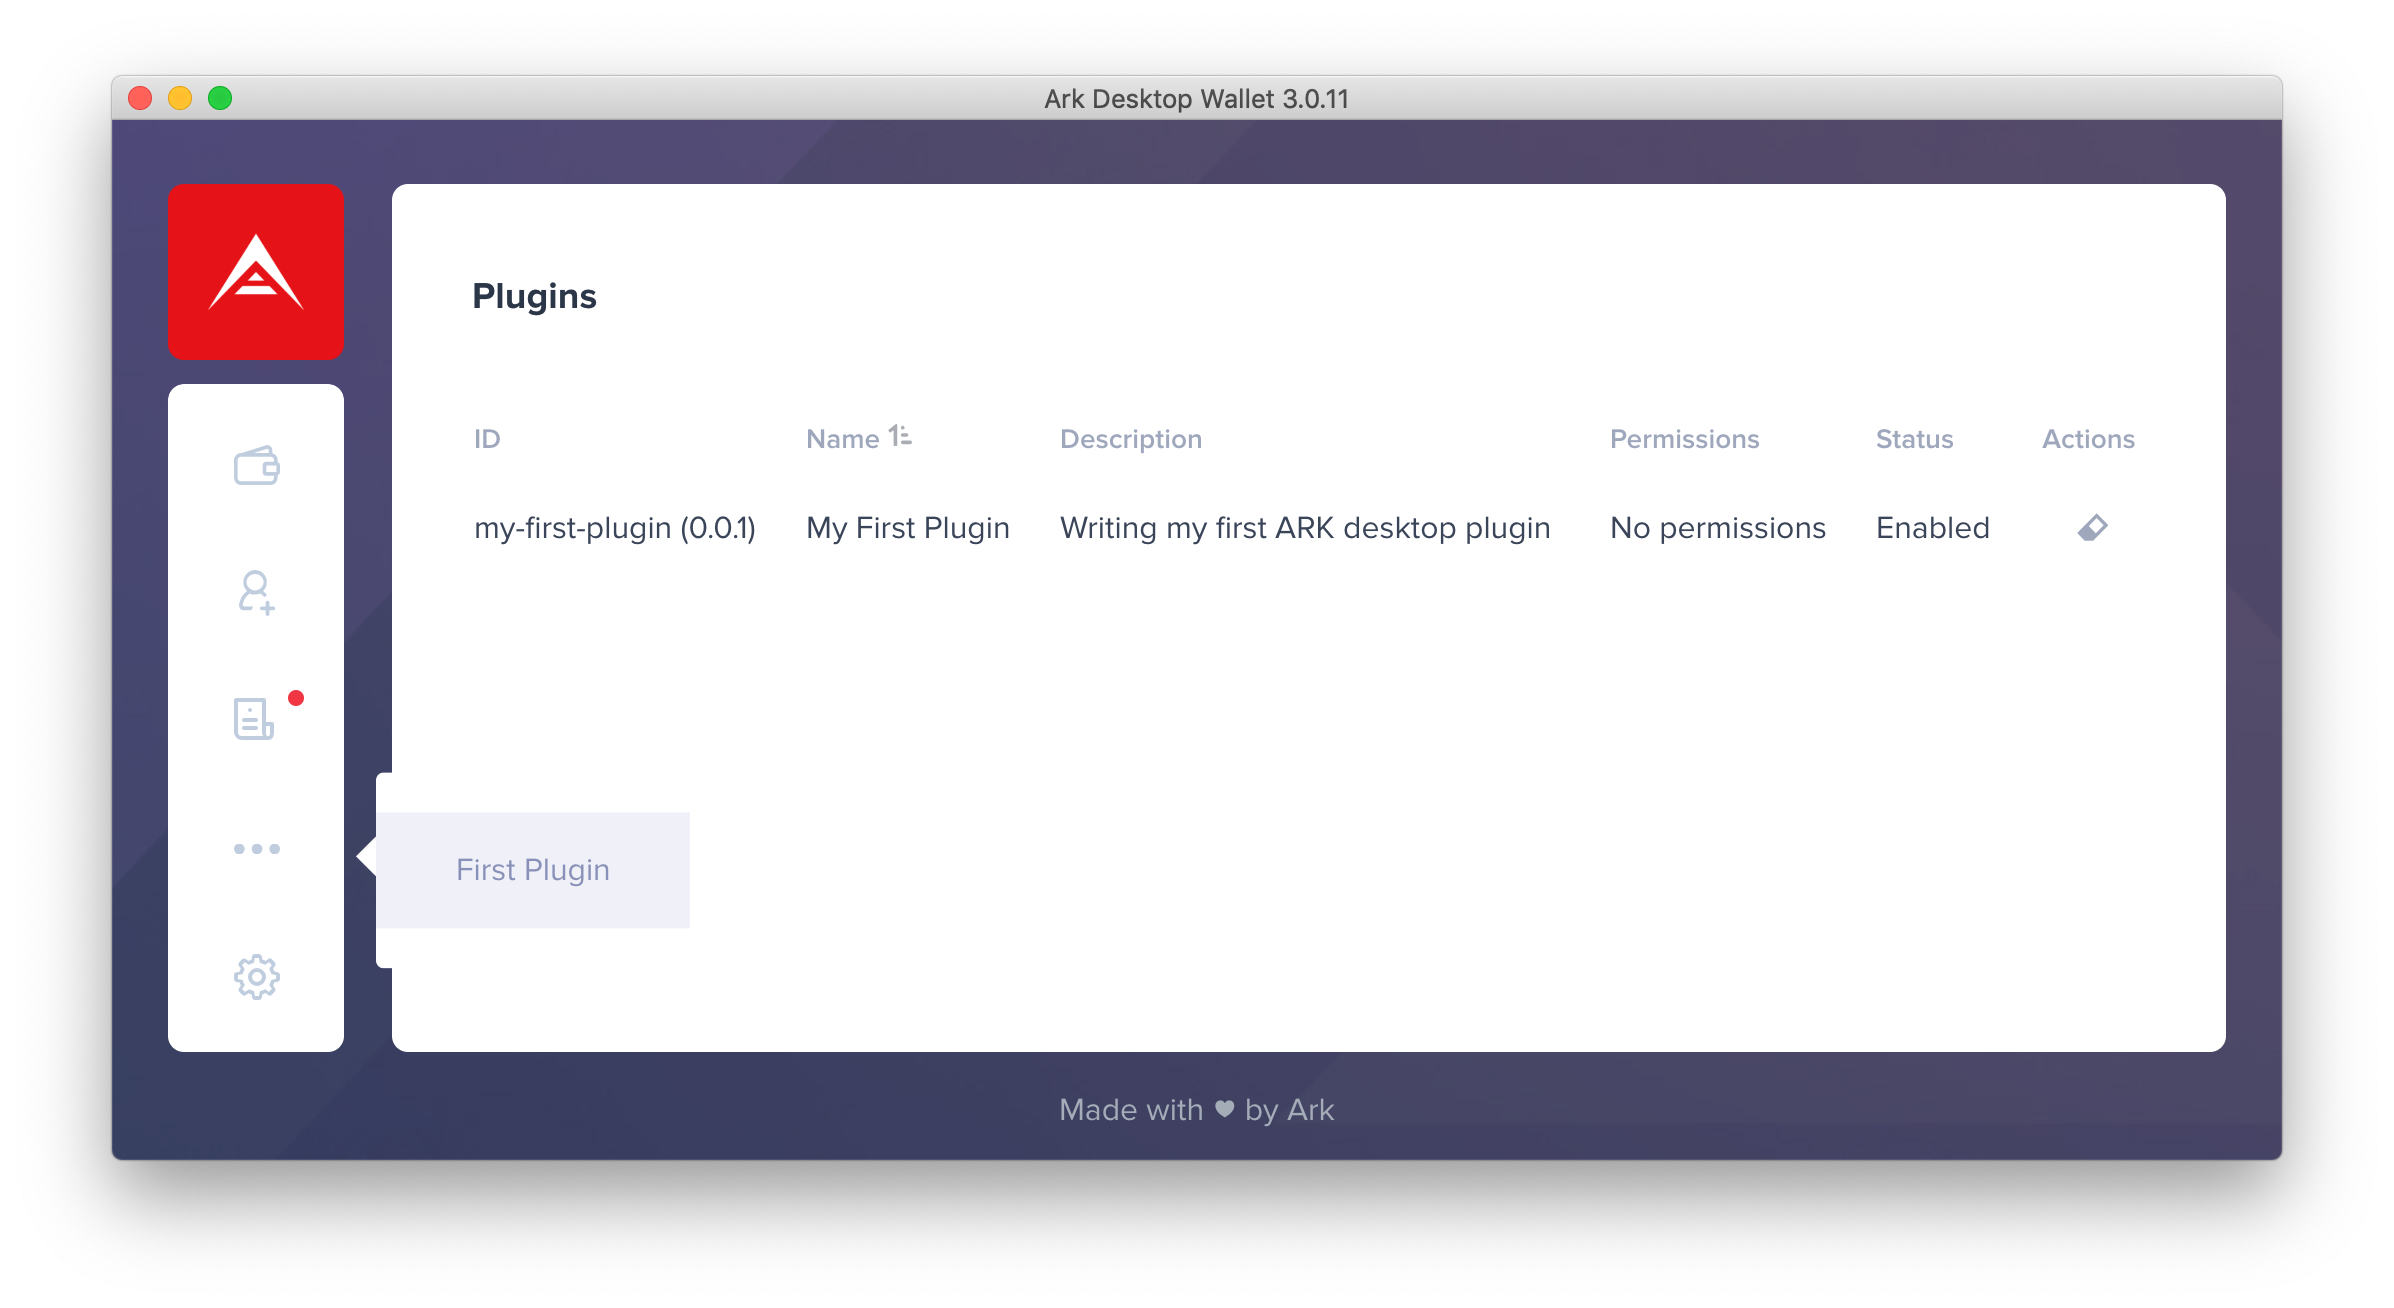 Ark Desktop Wallet 3.0.11
Plugins
ID Name Description Permissions Status Actions
my-first-plugin (0.0.1) My First Plugin Writing my first ARK desktop plugin No permissions Enabled
First Plugin
Made with ♥ by Ark